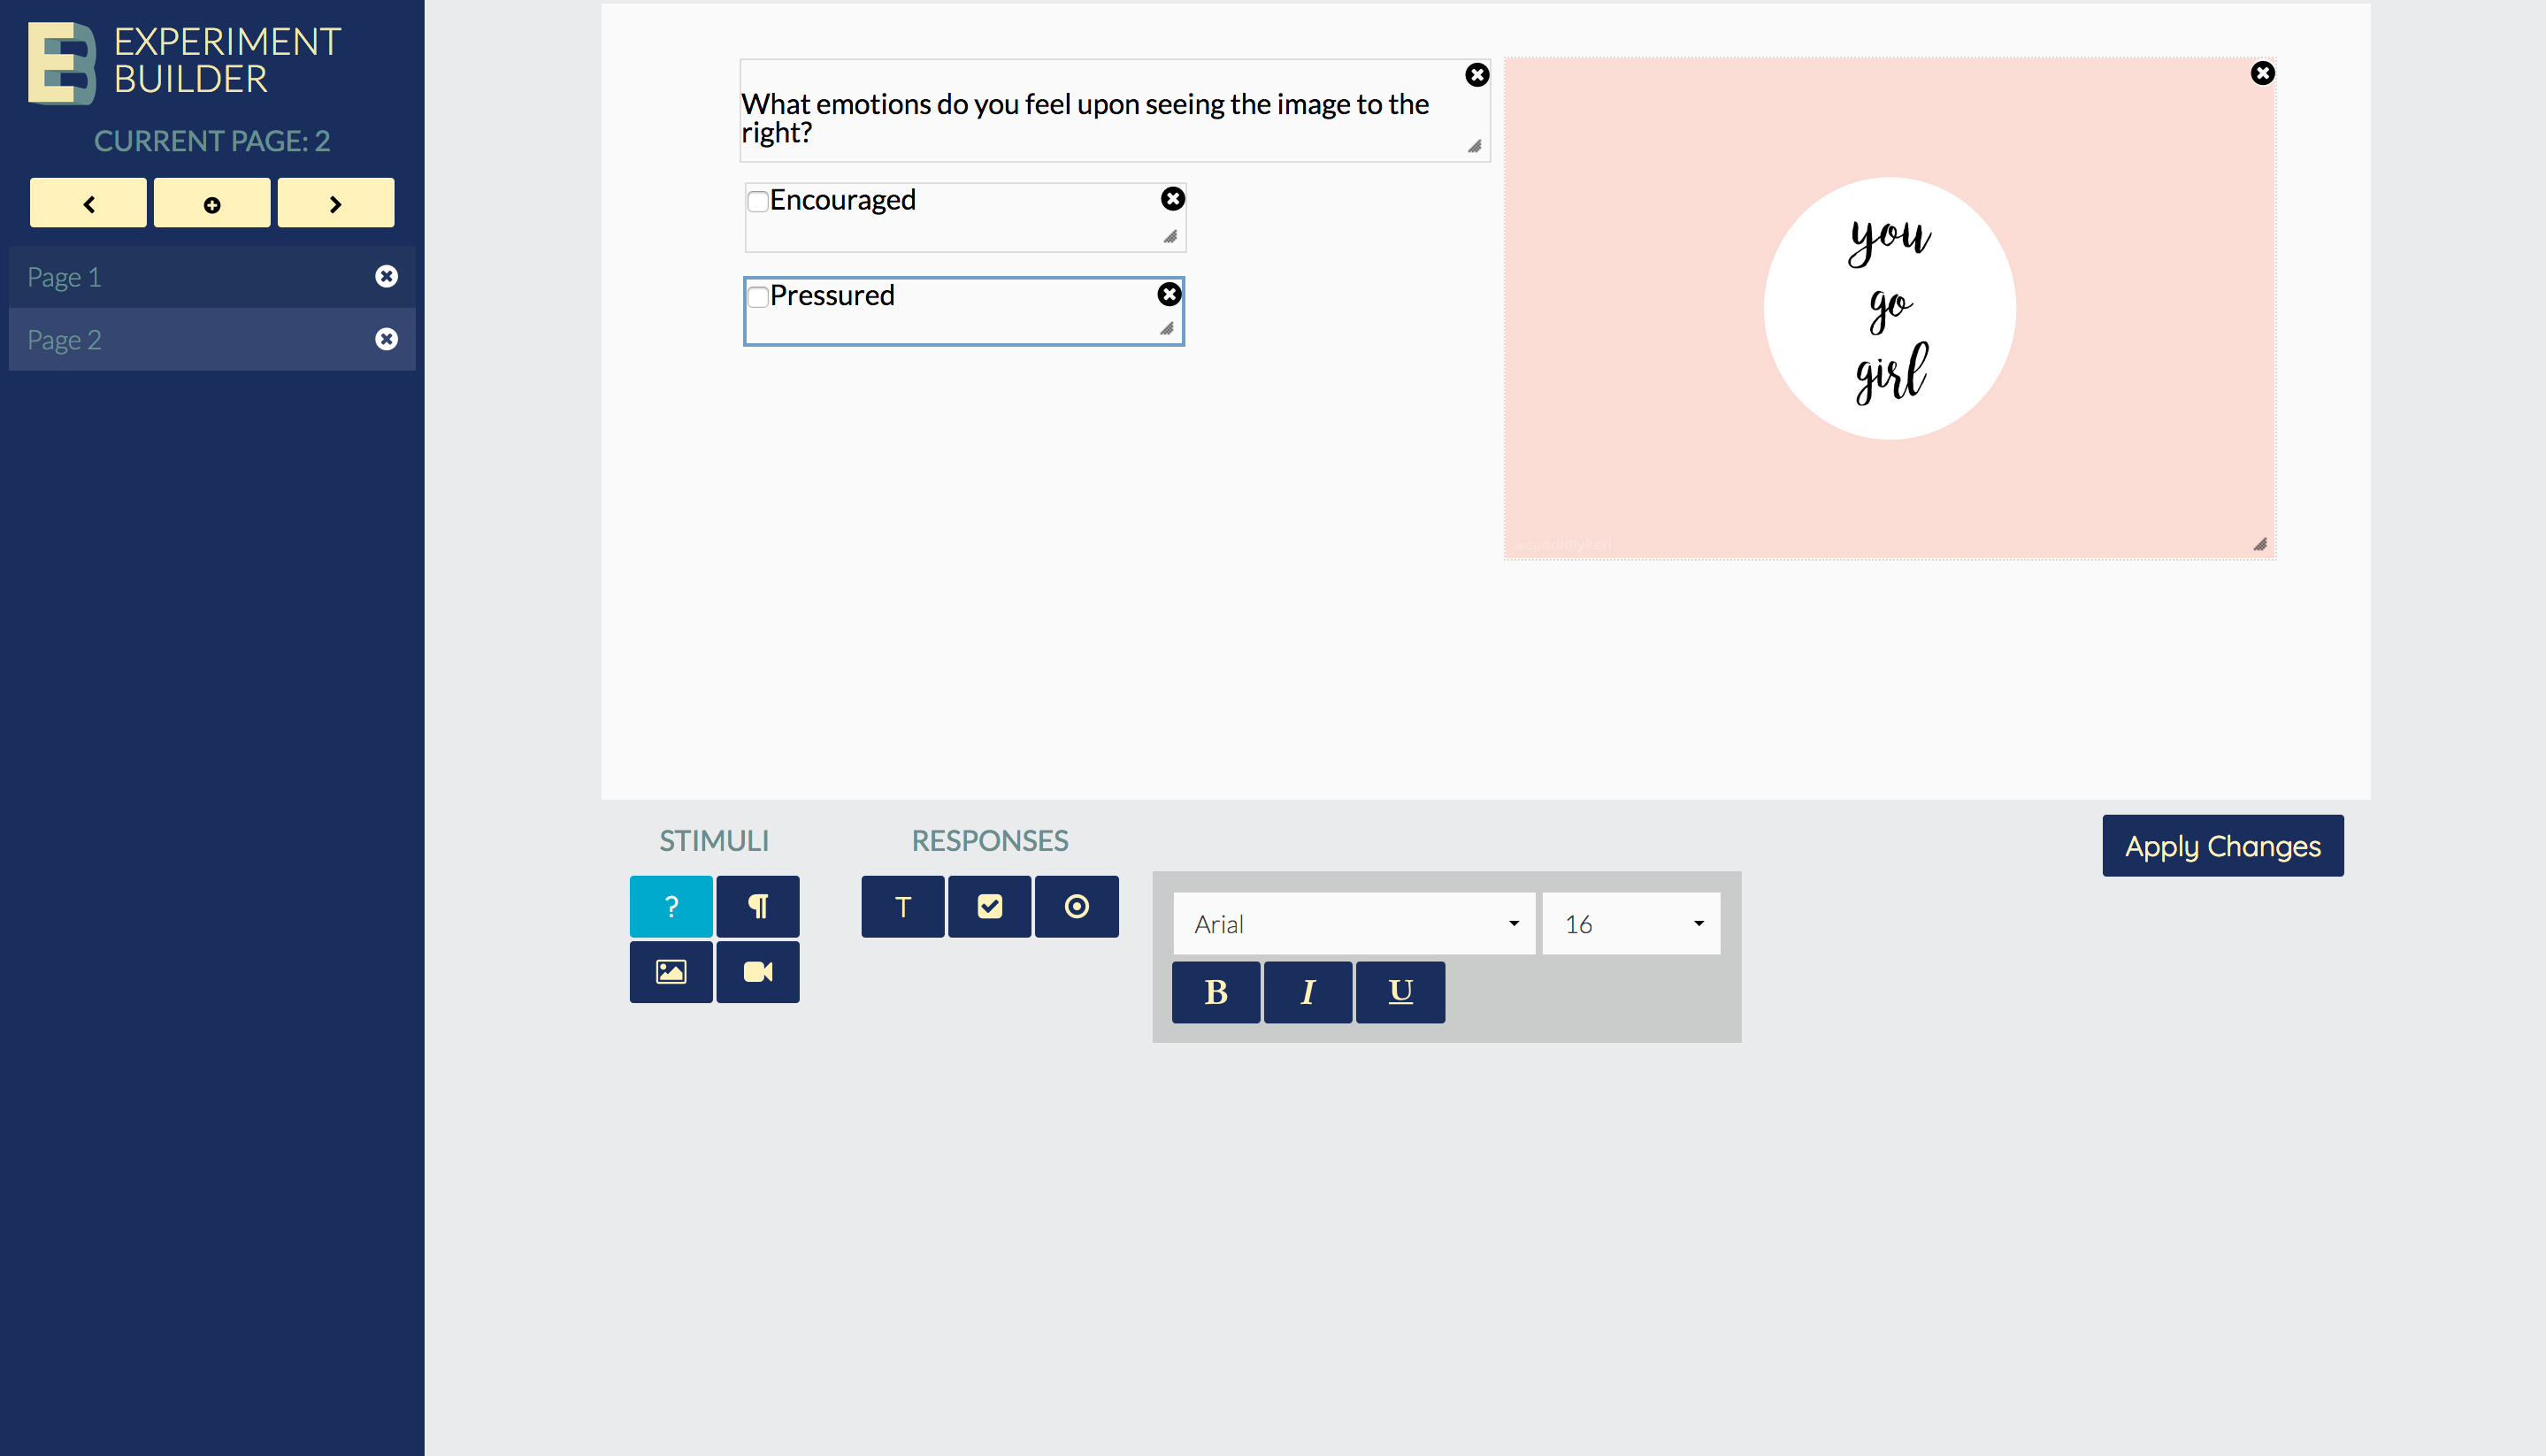 EXPERIMENT
BUILDER
CURRENT PAGE: 2
Page 1
Page 2
What emotions do you feel upon seeing the image to the
right?
Encouraged
Pressured
you
go
girl
STIMULI
RESPONSES
Apply Changes
?
¶
T
Arial
16
B
I
U